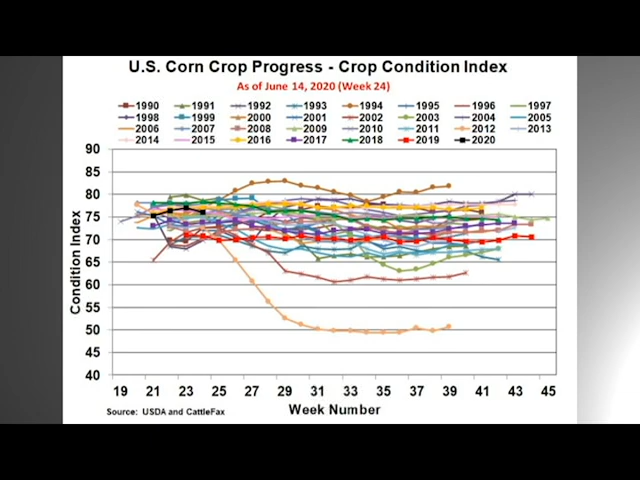 U.S. Corn Crop Progress - Crop Condition Index
As of June 14, 2020 (Week 24)
1990 1991 1992 1993 1994 1995 1996 1997
1998 1999 2000 2001 2002 2003 2004 2005
2006 2007 2008 2009 2010 2011 2012 2013
2014 2015 2016 2017 2018 2019 2020
90
85
80
75
70
65
60
55
50
45
40
Condition Index
19 21 23 25 27 29 31 33 35 37 39 41 43 45
Week Number
Source: USDA and CattleFax